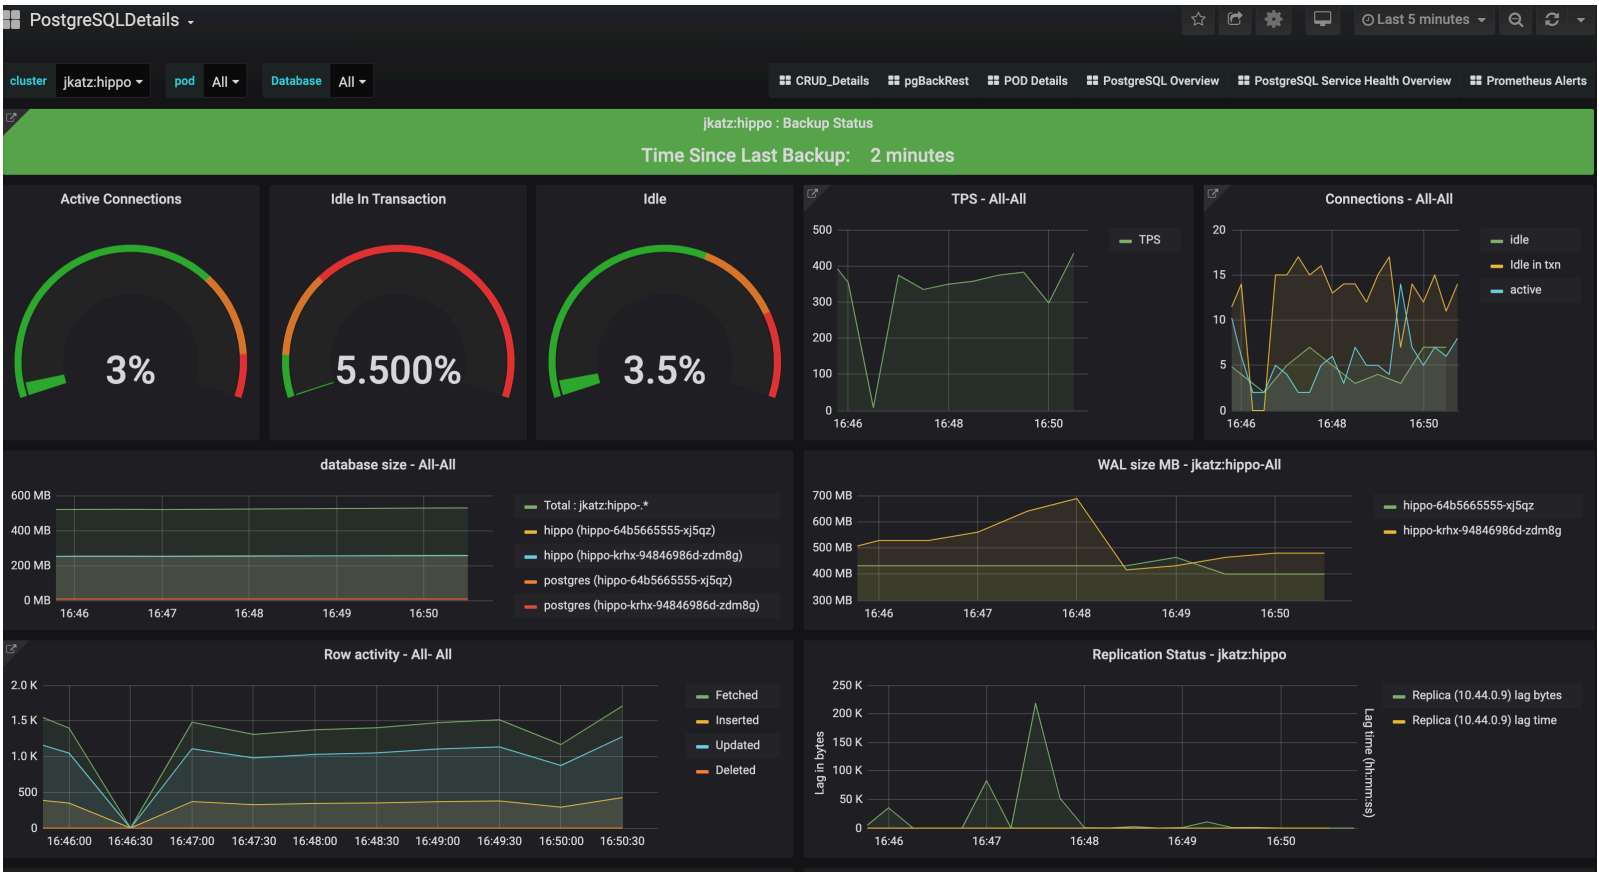 PostgreSQLDetails
Last 5 minutes
cluster jkatz:hippo pod All Database All
CRUD_Details pgBackRest POD Details PostgreSQL Overview PostgreSQL Service Health Overview Prometheus Alerts
jkatz:hippo : Backup Status
Time Since Last Backup: 2 minutes
Active Connections
3%
Idle In Transaction
5.500%
Idle
3.5%
TPS - All-All
500
400
300
200
100
0
16:46 16:48 16:50
TPS
Connections - All-All
20
15
10
5
0
16:46 16:48 16:50
idle
Idle in txn
active
database size - All-All
600 MB
400 MB
200 MB
0 MB
16:46 16:47 16:48 16:49 16:50
Total : jkatz:hippo-.*
hippo (hippo-64b5665555-xj5qz)
hippo (hippo-krhx-94846986d-zdm8g)
postgres (hippo-64b5665555-xj5qz)
postgres (hippo-krhx-94846986d-zdm8g)
WAL size MB - jkatz:hippo-All
700 MB
600 MB
500 MB
400 MB
300 MB
16:46 16:47 16:48 16:49 16:50
hippo-64b5665555-xj5qz
hippo-krhx-94846986d-zdm8g
Row activity - All- All
2.0 K
1.5 K
1.0 K
500
0
16:46:00 16:46:30 16:47:00 16:47:30 16:48:00 16:48:30 16:49:00 16:49:30 16:50:00 16:50:30
Fetched
Inserted
Updated
Deleted
Replication Status - jkatz:hippo
Lag in bytes
250 K
200 K
150 K
100 K
50 K
0
16:46 16:47 16:48 16:49 16:50
Lag time (hh:mm:ss)
Replica (10.44.0.9) lag bytes
Replica (10.44.0.9) lag time